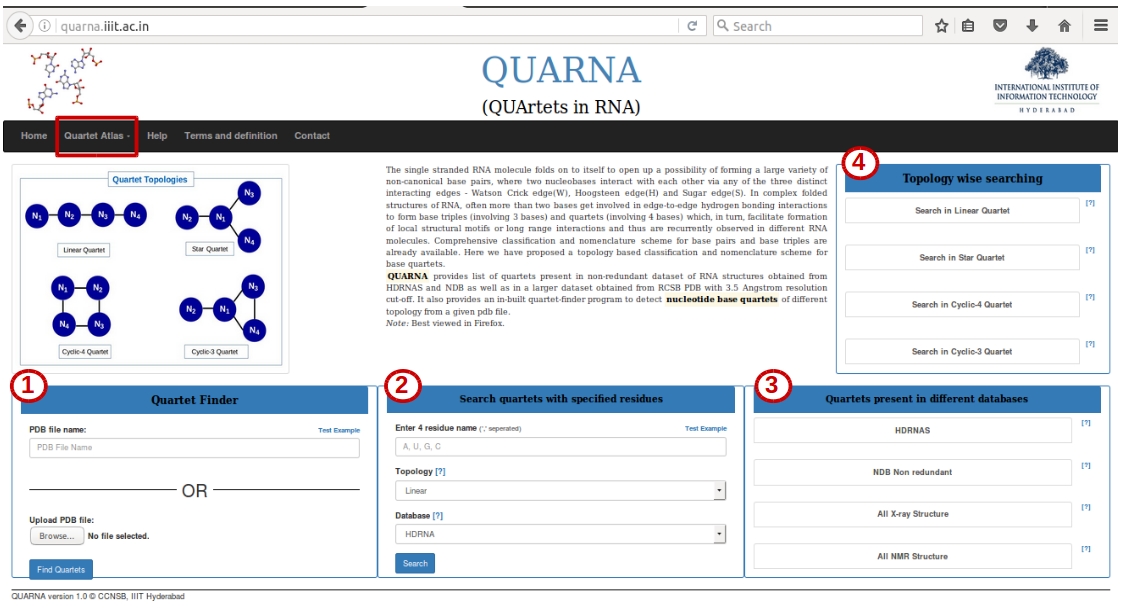 quarna.iiit.ac.in
Search
QUARNA
(QUArtets in RNA)
INTERNATIONAL INSTITUTE OF
INFORMATION TECHNOLOGY
HYDERABAD
Home Quartet Atlas Help Terms and definition Contact
Quartet Topologies
N1 N2 N3 N4
Linear Quartet
N3
N2 N1
N4
Star Quartet
N1 N2
N4 N3
Cyclic-4 Quartet
N3
N2 N1
N4
Cyclic-3 Quartet
The single stranded RNA molecule folds on to itself to open up a possibility of forming a large variety of
non-canonical base pairs, where two nucleobases interact with each other via any of the three distinct
interacting edges - Watson Crick edge(W), Hoogsteen edge(H) and Sugar edge(S). In complex folded
structures of RNA, often more than two bases get involved in edge-to-edge hydrogen bonding interactions
to form base triples (involving 3 bases) and quartets (involving 4 bases) which, in turn, facilitate formation
of local structural motifs or long range interactions and thus are recurrently observed in different RNA
molecules. Comprehensive classification and nomenclature scheme for base pairs and base triples are
already available. Here we have proposed a topology based classification and nomenclature scheme for
base quartets.
QUARNA provides list of quartets present in non-redundant dataset of RNA structures obtained from
HDRNAS and NDB as well as in a larger dataset obtained from RCSB PDB with 3.5 Angstrom resolution
cut-off. It also provides an in-built quartet-finder program to detect nucleotide base quartets of different
topology from a given pdb file.
Note: Best viewed in Firefox.
4
Topology wise searching
Search in Linear Quartet [?]
Search in Star Quartet [?]
Search in Cyclic-4 Quartet [?]
Search in Cyclic-3 Quartet [?]
1
Quartet Finder
PDB file name: Test Example
PDB File Name
OR
Upload PDB file:
Browse... No file selected.
Find Quartets
2
Search quartets with specified residues
Enter 4 residue name (',' seperated) Test Example
A, U, G, C
Topology [?]
Linear
Database [?]
HDRNA
Search
3
Quartets present in different databases
HDRNAS [?]
NDB Non redundant [?]
All X-ray Structure [?]
All NMR Structure [?]
QUARNA version 1.0 © CCNSB, IIIT Hyderabad